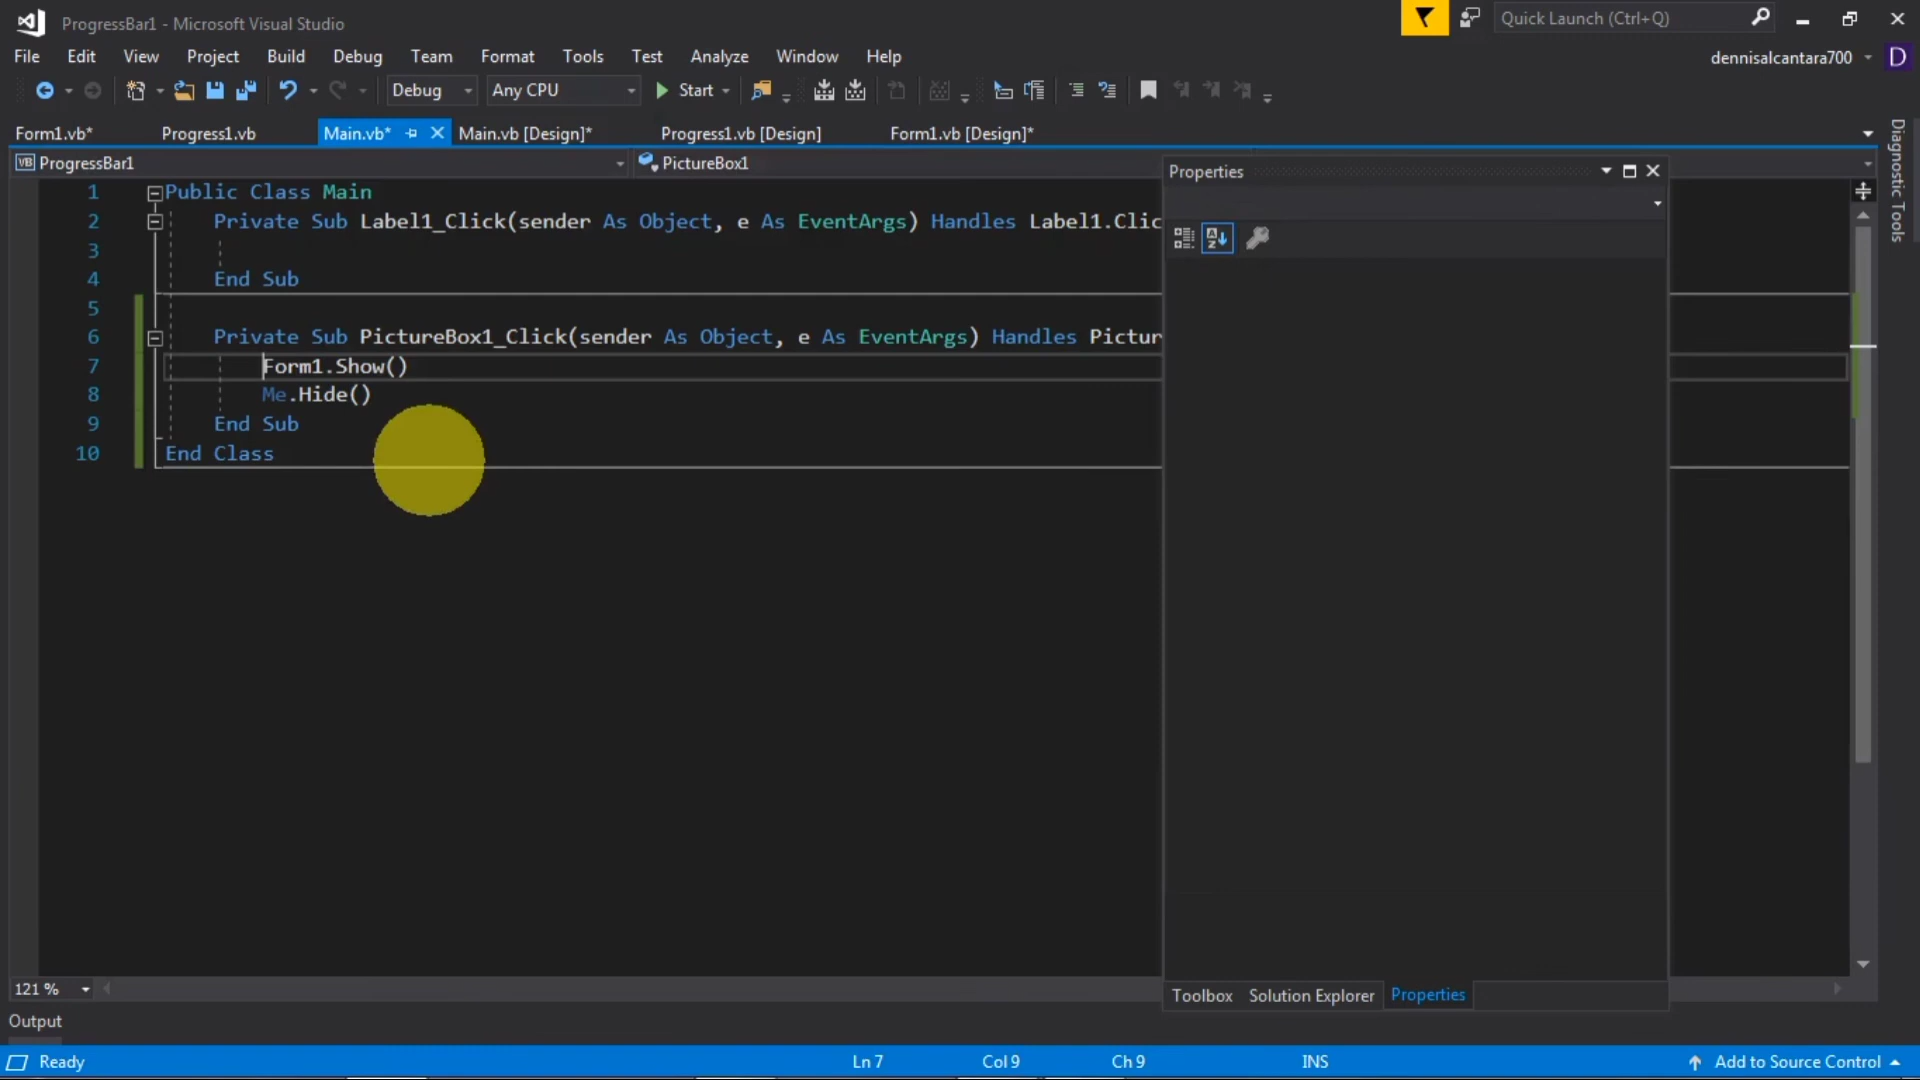 ProgressBar1 - Microsoft Visual Studio
Quick Launch (Ctrl+Q)
File Edit View Project Build Debug Team Format Tools Test Analyze Window Help
dennisalcantara700 D
Debug Any CPU Start
Form1.vb* Progress1.vb Main.vb* Main.vb [Design]* Progress1.vb [Design] Form1.vb [Design]*
Diagnostic Tools
VB ProgressBar1 PictureBox1
Properties
1 Public Class Main
2 Private Sub Label1_Click(sender As Object, e As EventArgs) Handles Label1.Clic
3
4 End Sub
5
6 Private Sub PictureBox1_Click(sender As Object, e As EventArgs) Handles Pictur
7 Form1.Show()
8 Me.Hide()
9 End Sub
10 End Class
121 %
Toolbox Solution Explorer Properties
Output
Ready Ln 7 Col 9 Ch 9 INS Add to Source Control